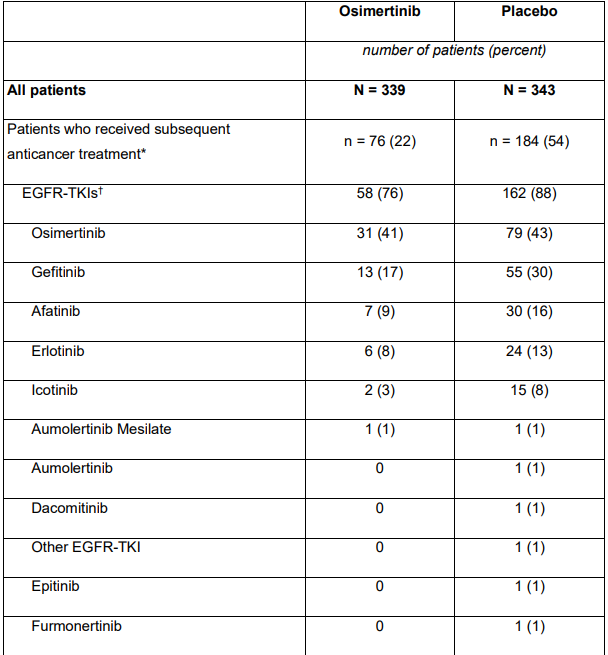 Osimertinib Placebo
number of patients (percent)
All patients N = 339 N = 343
Patients who received subsequent
anticancer treatment* n = 76 (22) n = 184 (54)
EGFR-TKIs† 58 (76) 162 (88)
Osimertinib 31 (41) 79 (43)
Gefitinib 13 (17) 55 (30)
Afatinib 7 (9) 30 (16)
Erlotinib 6 (8) 24 (13)
Icotinib 2 (3) 15 (8)
Aumolertinib Mesilate 1 (1) 1 (1)
Aumolertinib 0 1 (1)
Dacomitinib 0 1 (1)
Other EGFR-TKI 0 1 (1)
Epitinib 0 1 (1)
Furmonertinib 0 1 (1)